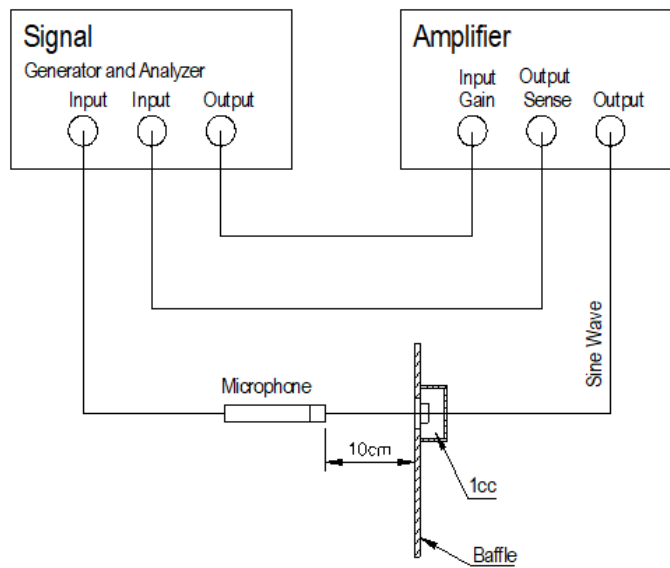 Signal
Generator and Analyzer
Input Input Output
Amplifier
Input Gain
Output Sense
Output
Sine Wave
Microphone
10cm
1cc
Baffle